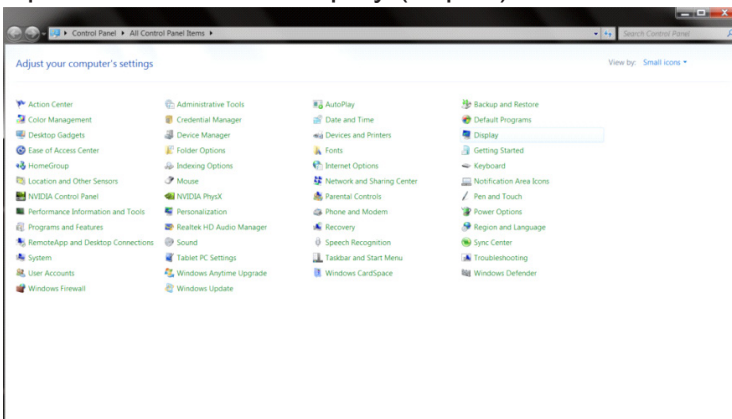 Control Panel ▸ All Control Panel Items ▸ Search Control Panel
Adjust your computer's settings View by: Small icons
Action Center Administrative Tools AutoPlay Backup and Restore
Color Management Credential Manager Date and Time Default Programs
Desktop Gadgets Device Manager Devices and Printers Display
Ease of Access Center Folder Options Fonts Getting Started
HomeGroup Indexing Options Internet Options Keyboard
Location and Other Sensors Mouse Network and Sharing Center Notification Area Icons
NVIDIA Control Panel NVIDIA PhysX Parental Controls Pen and Touch
Performance Information and Tools Personalization Phone and Modem Power Options
Programs and Features Realtek HD Audio Manager Recovery Region and Language
RemoteApp and Desktop Connections Sound Speech Recognition Sync Center
System Tablet PC Settings Taskbar and Start Menu Troubleshooting
User Accounts Windows Anytime Upgrade Windows CardSpace Windows Defender
Windows Firewall Windows Update